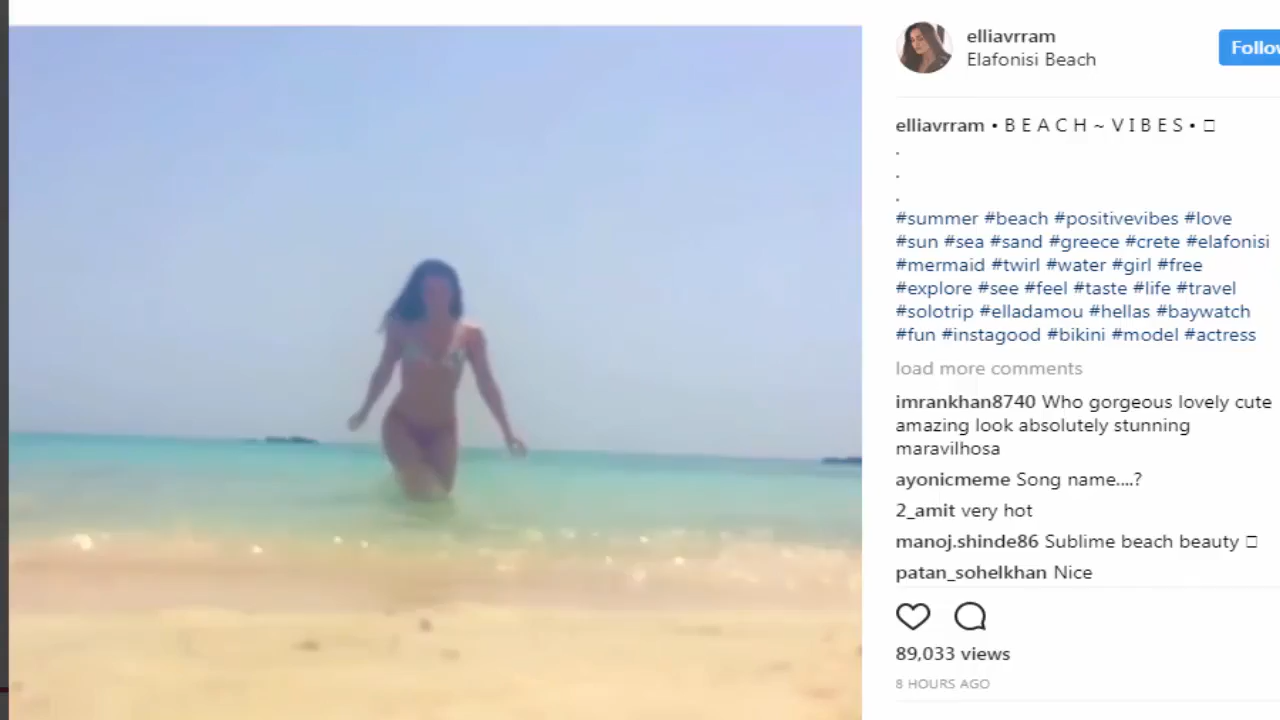 elliavrram
Elafonisi Beach
Follow
elliavrram • B E A C H ~ V I B E S • □
.
.
.
#summer #beach #positivevibes #love
#sun #sea #sand #greece #crete #elafonisi
#mermaid #twirl #water #girl #free
#explore #see #feel #taste #life #travel
#solotrip #elladamou #hellas #baywatch
#fun #instagood #bikini #model #actress
load more comments
imrankhan8740 Who gorgeous lovely cute
amazing look absolutely stunning
maravilhosa
ayonicmeme Song name....?
2_amit very hot
manoj.shinde86 Sublime beach beauty □
patan_sohelkhan Nice
89,033 views
8 HOURS AGO